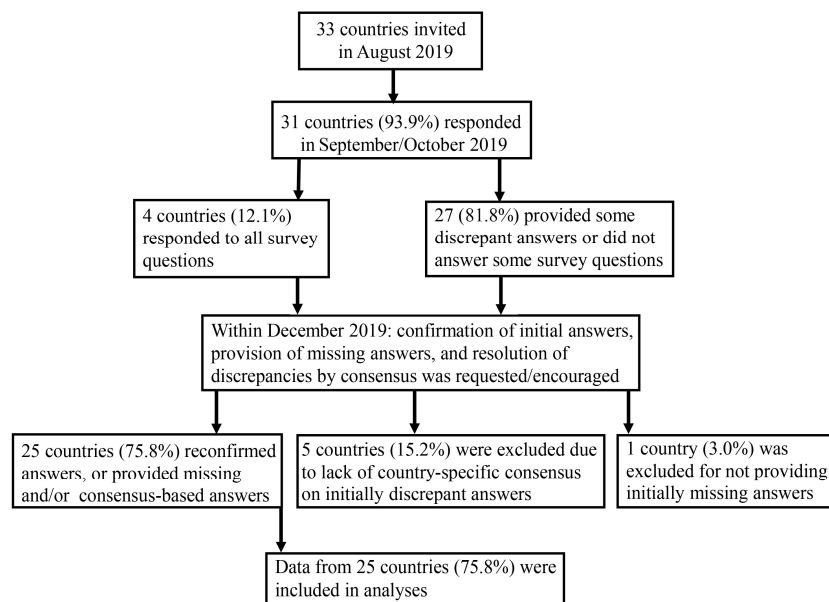 33 countries invited
in August 2019
31 countries (93.9%) responded
in September/October 2019
4 countries (12.1%)
responded to all survey
questions
27 (81.8%) provided some
discrepant answers or did not
answer some survey questions
Within December 2019: confirmation of initial answers,
provision of missing answers, and resolution of
discrepancies by consensus was requested/encouraged
25 countries (75.8%) reconfirmed
answers, or provided missing
and/or consensus-based answers
5 countries (15.2%) were excluded due
to lack of country-specific consensus
on initially discrepant answers
1 country (3.0%) was
excluded for not providing
initially missing answers
Data from 25 countries (75.8%) were
included in analyses